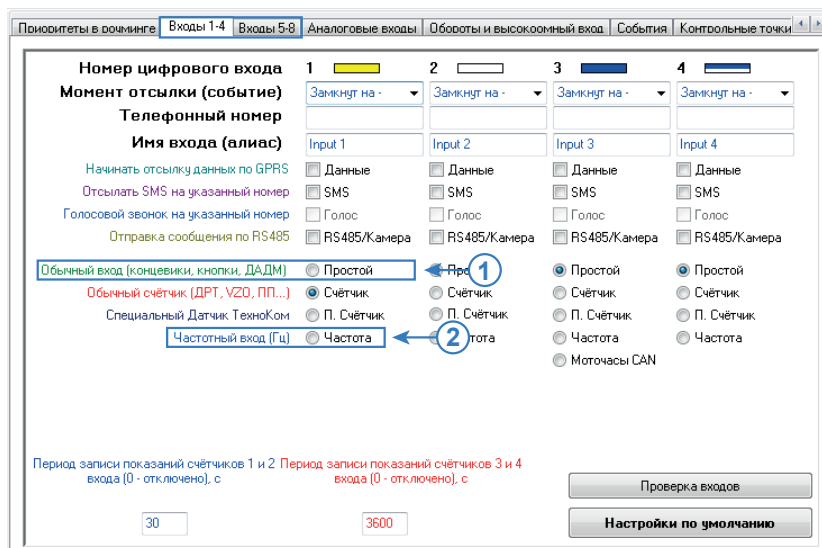 Приоритеты в роуминге Входы 1-4 Входы 5-8 Аналоговые входы Обороты и высокоомный вход События Контрольные точки
Номер цифрового входа 1 2 3 4
Момент отсылки (событие) Замкнут на - Замкнут на - Замкнут на - Замкнут на -
Телефонный номер
Имя входа (алиас) Input 1 Input 2 Input 3 Input 4
Начинать отсылку данных по GPRS Данные Данные Данные Данные
Отсылать SMS на указанный номер SMS SMS SMS SMS
Голосовой звонок на указанный номер Голос Голос Голос Голос
Отправка сообщения по RS485 RS485/Камера RS485/Камера RS485/Камера RS485/Камера
Обычный вход (концевики, кнопки, ДАДМ) Простой 1 Простой Простой
Обычный счётчик (ДРТ, VZO, ПП...) Счётчик Счётчик Счётчик Счётчик
Специальный Датчик ТехноКом П. Счётчик П. Счётчик П. Счётчик П. Счётчик
Частотный вход (Гц) Частота 2 Частота Частота
Моточасы CAN
Период записи показаний счётчиков 1 и 2 Период записи показаний счётчиков 3 и 4
входа (0 - отключено), с входа (0 - отключено), с
Проверка входов
30 3600 Настройки по умолчанию